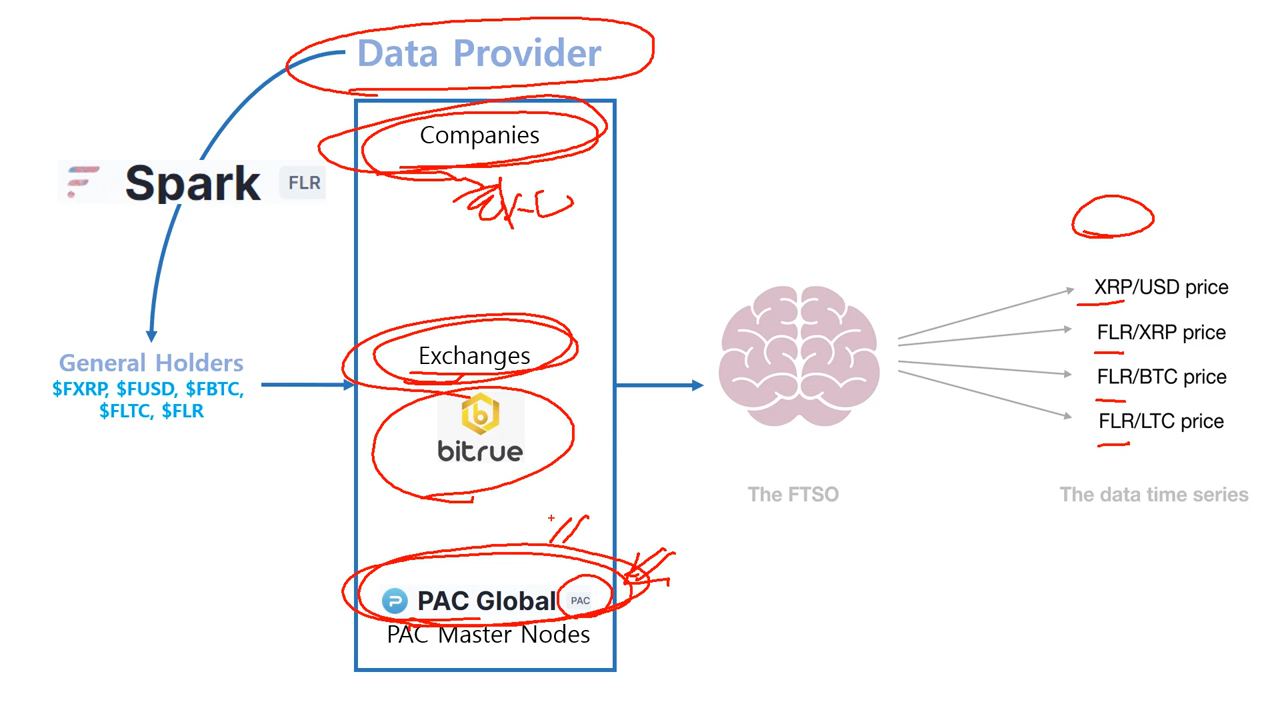 Data Provider
Companies
Spark FLR
General Holders
$FXRP, $FUSD, $FBTC,
$FLTC, $FLR
Exchanges
bitrue
PAC Global PAC
PAC Master Nodes
The FTSO
XRP/USD price
FLR/XRP price
FLR/BTC price
FLR/LTC price
The data time series